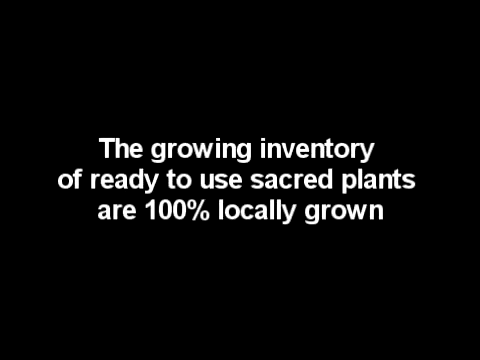 The growing inventory
of ready to use sacred plants
are 100% locally grown